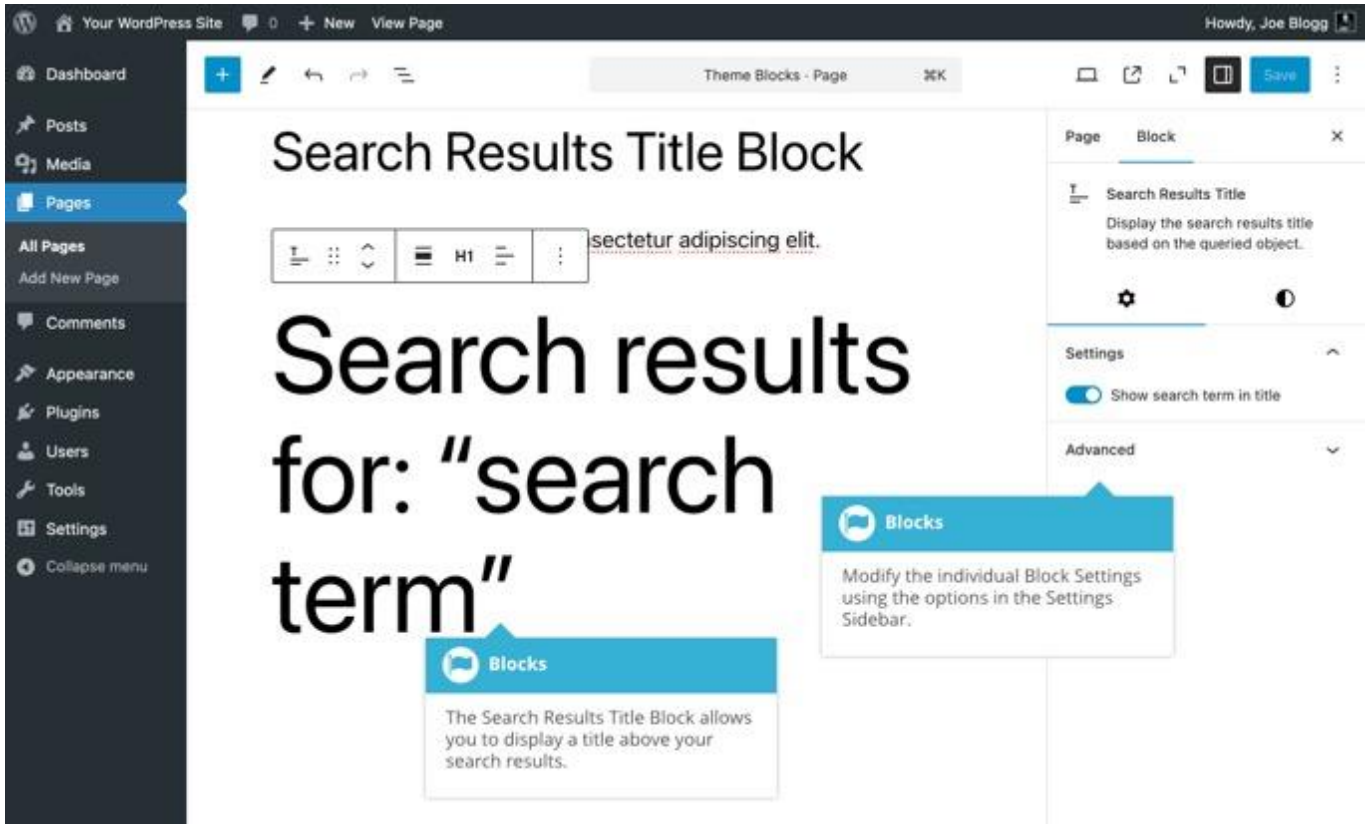 Your WordPress Site 0 + New View Page Howdy, Joe Blogg
Dashboard
Posts
Media
Pages
All Pages
Add New Page
Comments
Appearance
Plugins
Users
Tools
Settings
Collapse menu
Theme Blocks - Page ⌘K
Save
Search Results Title Block
sectetur adipiscing elit.
H1
Search results
for: “search
term”
Blocks
The Search Results Title Block allows
you to display a title above your
search results.
Page Block
Search Results Title
Display the search results title
based on the queried object.
Settings
Show search term in title
Advanced
Blocks
Modify the individual Block Settings
using the options in the Settings
Sidebar.